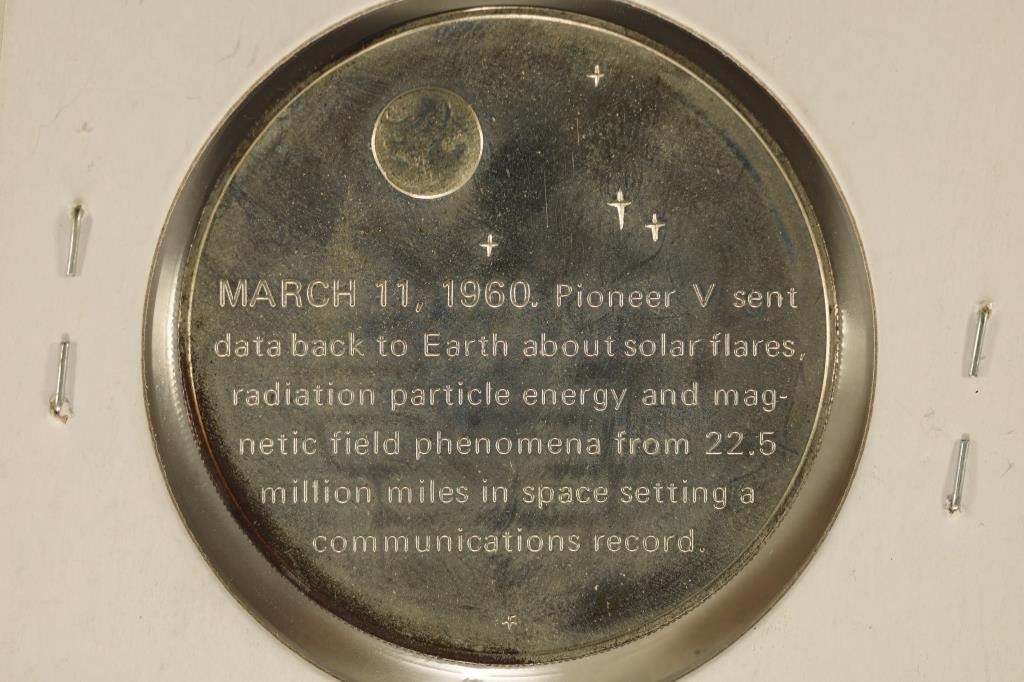 MARCH 11, 1960. Pioneer V sent
data back to Earth about solar flares,
radiation particle energy and mag-
netic field phenomena from 22.5
million miles in space setting a
communications record.